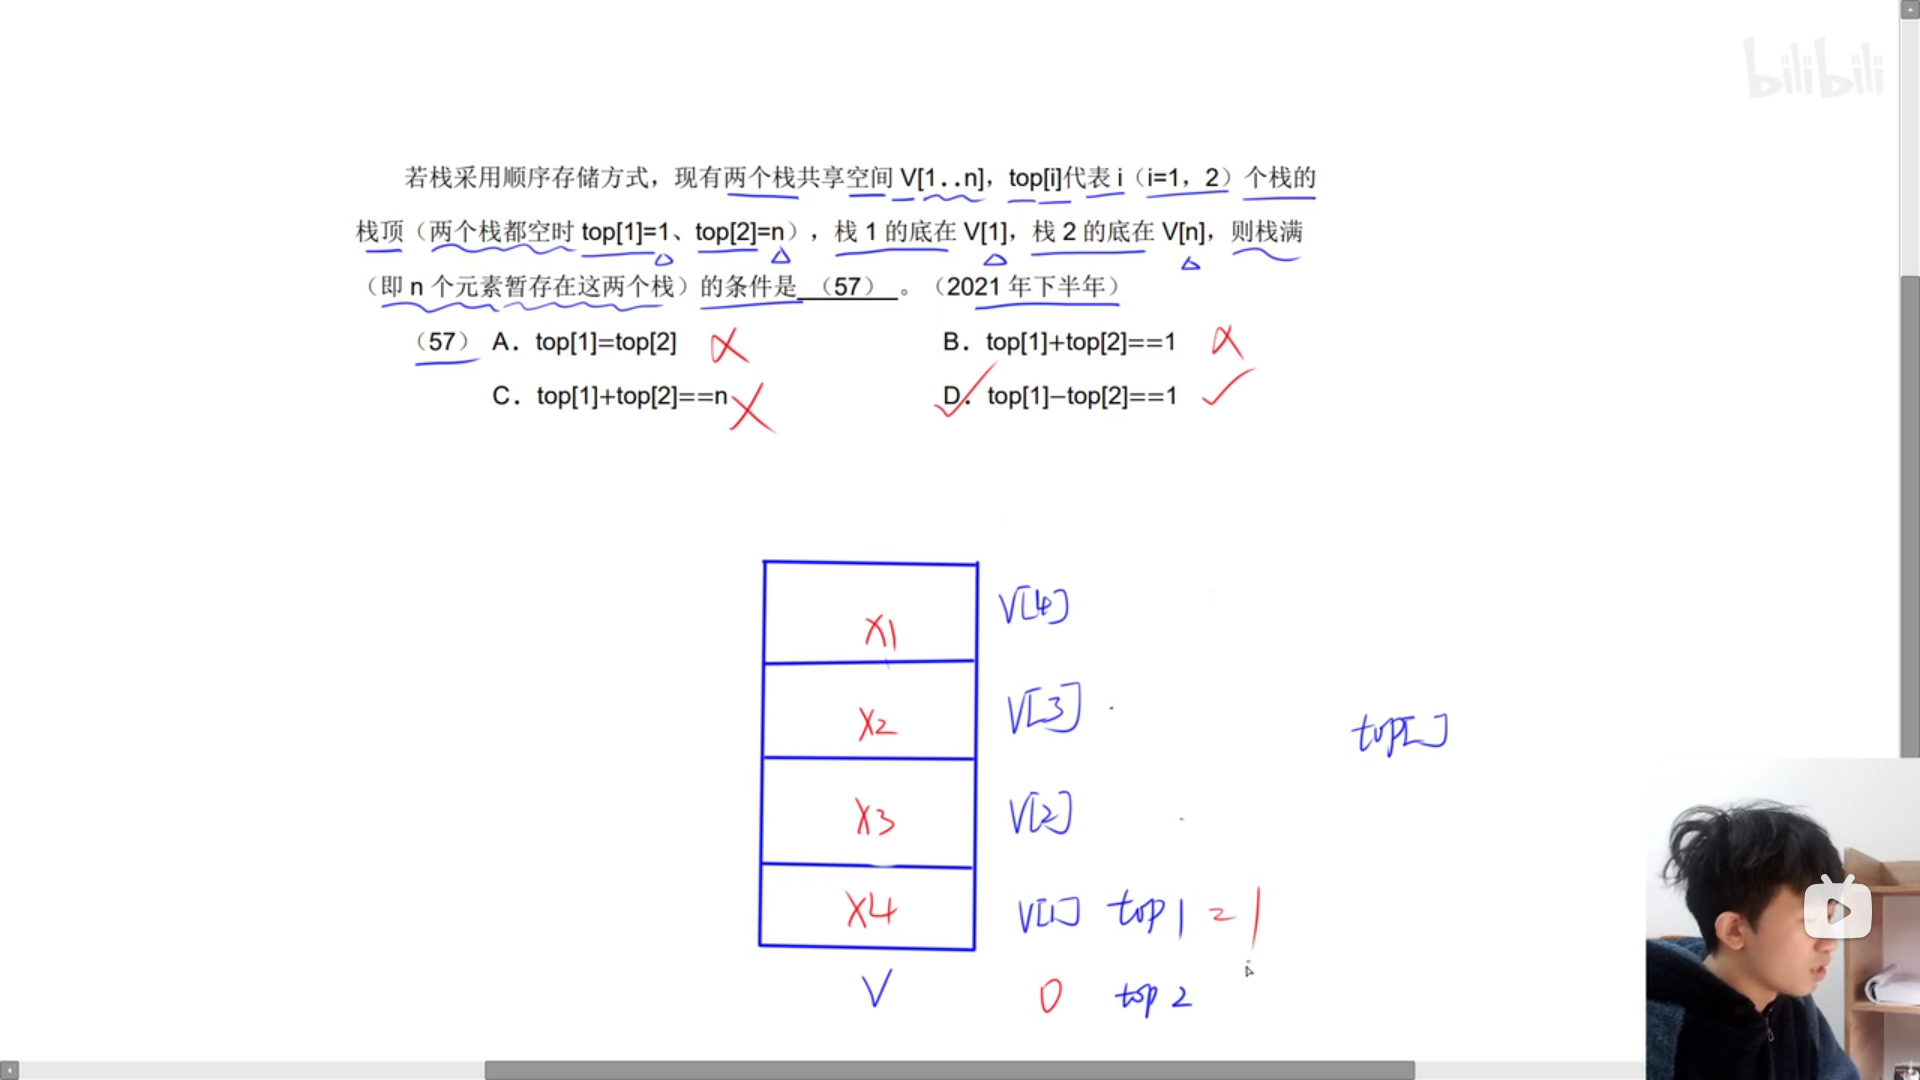 bilibili
若栈采用顺序存储方式，现有两个栈共享空间 V[1..n]，top[i]代表 i（i=1，2）个栈的
栈顶（两个栈都空时 top[1]=1、top[2]=n），栈 1 的底在 V[1]，栈 2 的底在 V[n]，则栈满
（即 n 个元素暂存在这两个栈）的条件是 （57） 。（2021 年下半年）
（57） A．top[1]=top[2] B．top[1]+top[2]==1
C．top[1]+top[2]==n D．top[1]−top[2]==1
X1 V[4]
X2 V[3]
top[ ]
X3 V[2]
X4 V[1] top1 = 1
V 0 top2